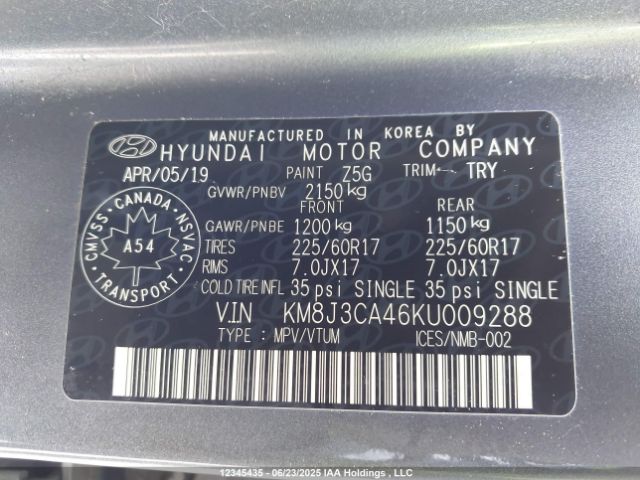 MANUFACTURED IN KOREA BY
HYUNDAI MOTOR COMPANY
APR/05/19 PAINT Z5G TRIM TRY
GVWR/PNBV 2150 kg
FRONT REAR
GAWR/PNBE 1200 kg 1150 kg
TIRES 225/60R17 225/60R17
RIMS 7.0JX17 7.0JX17
COLD TIRE INFL 35 psi SINGLE 35 psi SINGLE
CMVSS · CANADA · NSVAC
A54
· TRANSPORT ·
VIN KM8J3CA46KU009288
TYPE : MPV/VTUM ICES/NMB-002
12345435 - 06/23/2025 IAA Holdings , LLC